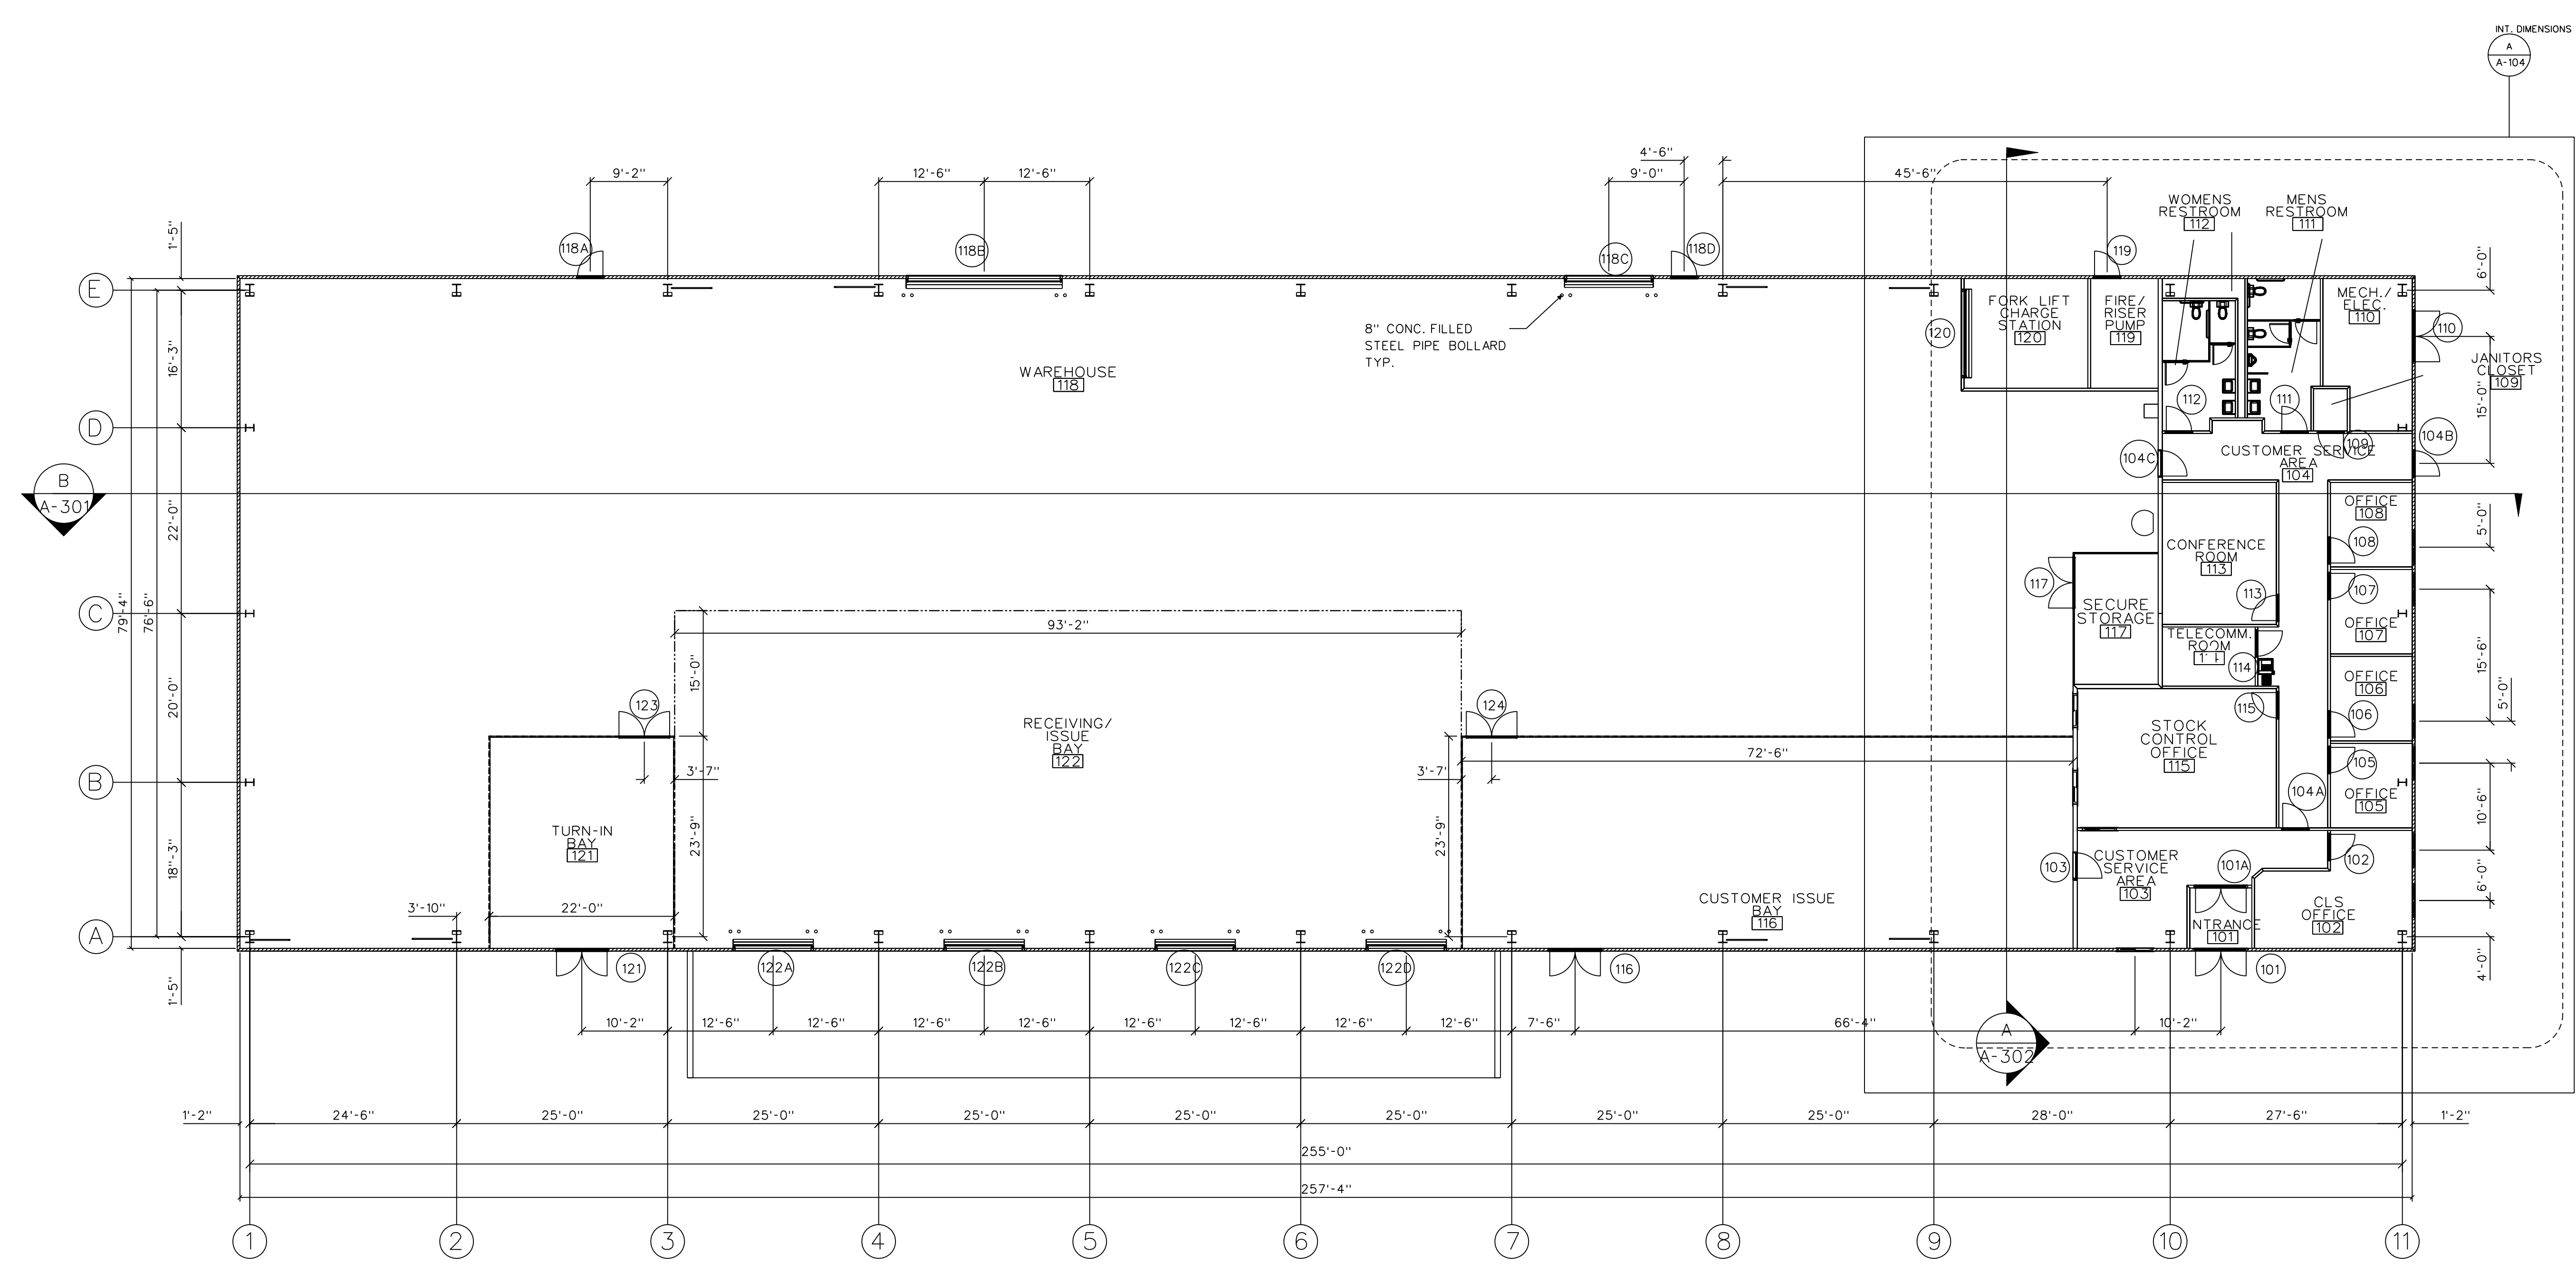 INT. DIMENSIONS
A
A-104
4'-6"
9'-2"
12'-6"
12'-6"
9'-0"
45'-6"
WOMENS
RESTROOM
112
MENS
RESTROOM
111
1'-5"
118A
118B
118C
118D
119
6'-0"
E
FORK LIFT
CHARGE
STATION
120
FIRE/
RISER
PUMP
119
MECH./
ELEC.
110
110
120
8" CONC. FILLED
STEEL PIPE BOLLARD
TYP.
16'-3"
WAREHOUSE
118
JANITORS
CLOSET
109
15'-0"
112
111
D
109
104B
104C
CUSTOMER SERVICE
AREA
104
B
A-301
22'-0"
OFFICE
108
5'-0"
108
CONFERENCE
ROOM
113
117
107
113
79'-4"
76'-6"
C
SECURE
STORAGE
117
OFFICE
107
93'-2"
TELECOMM.
ROOM
114
15'-0"
15'-6"
20'-0"
OFFICE
106
5'-0"
123
124
115
106
RECEIVING/
ISSUE
BAY
122
STOCK
CONTROL
OFFICE
115
72'-6"
3'-7"
3'-7'
105
B
OFFICE
105
104A
10'-6"
TURN-IN
BAY
121
23'-9"
23'-9"
18'-3"
103
CUSTOMER
SERVICE
AREA
103
101A
102
6'-0"
3'-10"
22'-0"
CUSTOMER ISSUE
BAY
116
CLS
OFFICE
102
NTRANCE
101
A
121
122A
122B
122C
122D
116
101
1'-5"
4'-0"
10'-2"
12'-6"
12'-6"
12'-6"
12'-6"
12'-6"
12'-6"
12'-6"
12'-6"
7'-6"
66'-4"
10'-2"
A
A-302
1'-2"
24'-6"
25'-0"
25'-0"
25'-0"
25'-0"
25'-0"
25'-0"
25'-0"
28'-0"
27'-6"
1'-2"
255'-0"
257'-4"
1
2
3
4
5
6
7
8
9
10
11